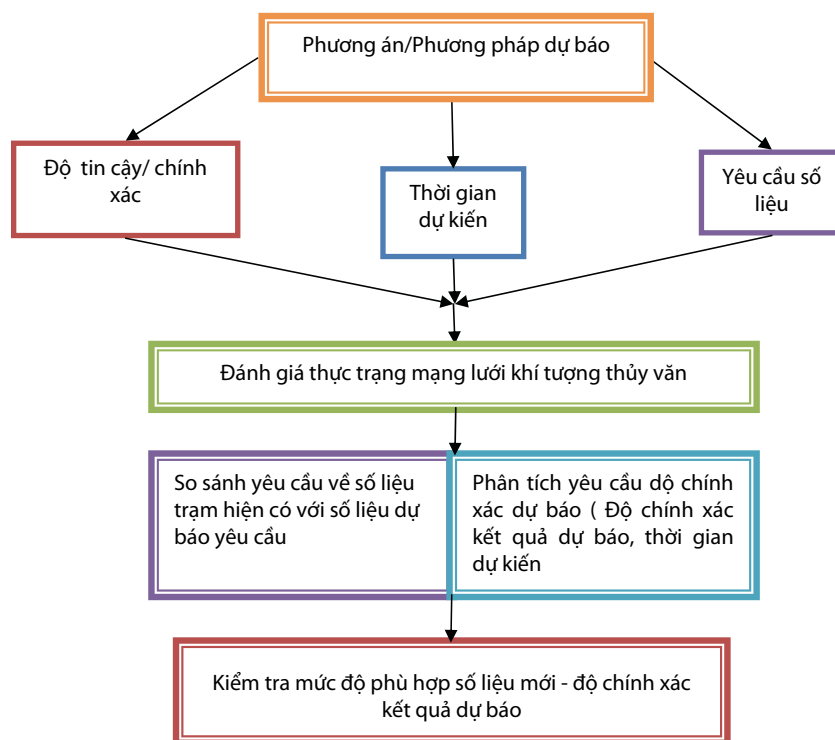 Phương án/Phương pháp dự báo
Độ tin cậy/ chính
xác
Thời gian
dự kiến
Yêu cầu số
liệu
Đánh giá thực trạng mạng lưới khí tượng thủy văn
So sánh yêu cầu về số liệu
trạm hiện có với số liệu dự
báo yêu cầu
Phân tích yêu cầu dộ chính
xác dự báo ( Độ chính xác
kết quả dự báo, thời gian
dự kiến
Kiểm tra mức độ phù hợp số liệu mới - độ chính xác
kết quả dự báo